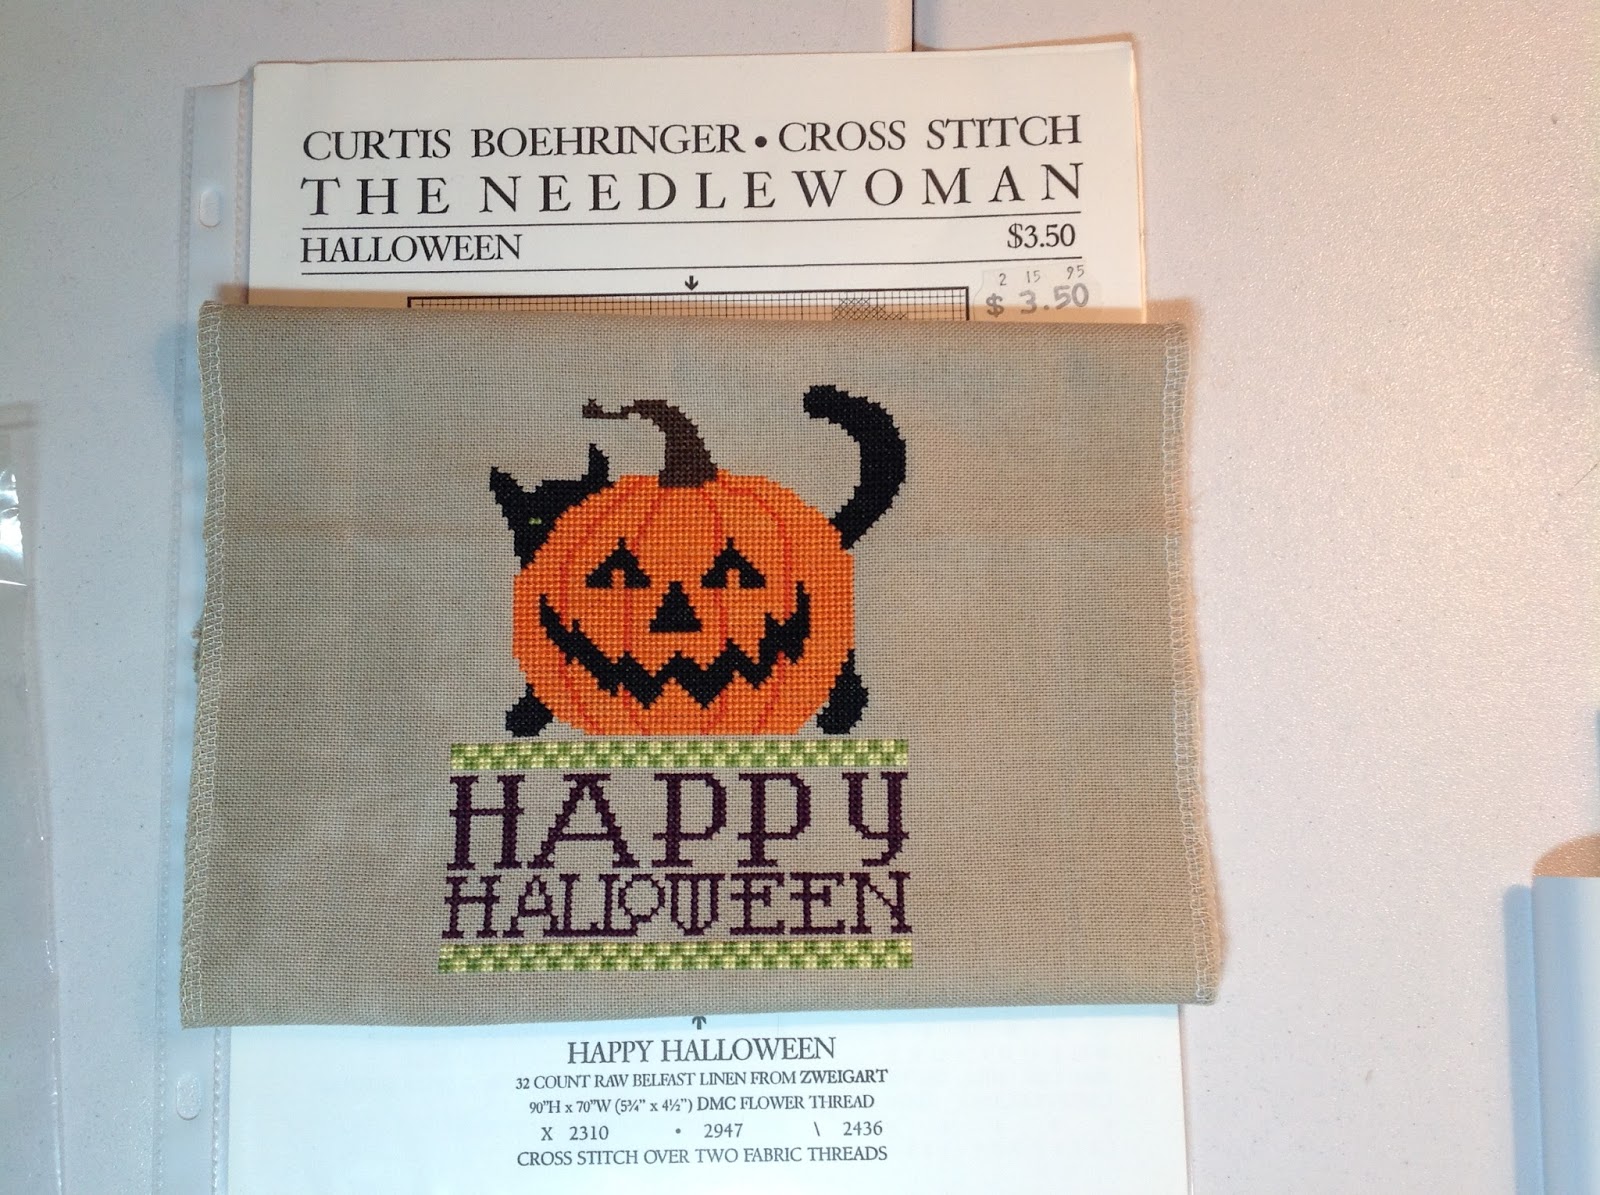 CURTIS BOEHRINGER • CROSS STITCH
THE NEEDLEWOMAN
HALLOWEEN $3.50
2 15 95
$ 3.50
HAPPY
HALLOWEEN
HAPPY HALLOWEEN
32 COUNT RAW BELFAST LINEN FROM ZWEIGART
90"H x 70"W (5¾" x 4½") DMC FLOWER THREAD
X 2310 • 2947 \ 2436
CROSS STITCH OVER TWO FABRIC THREADS